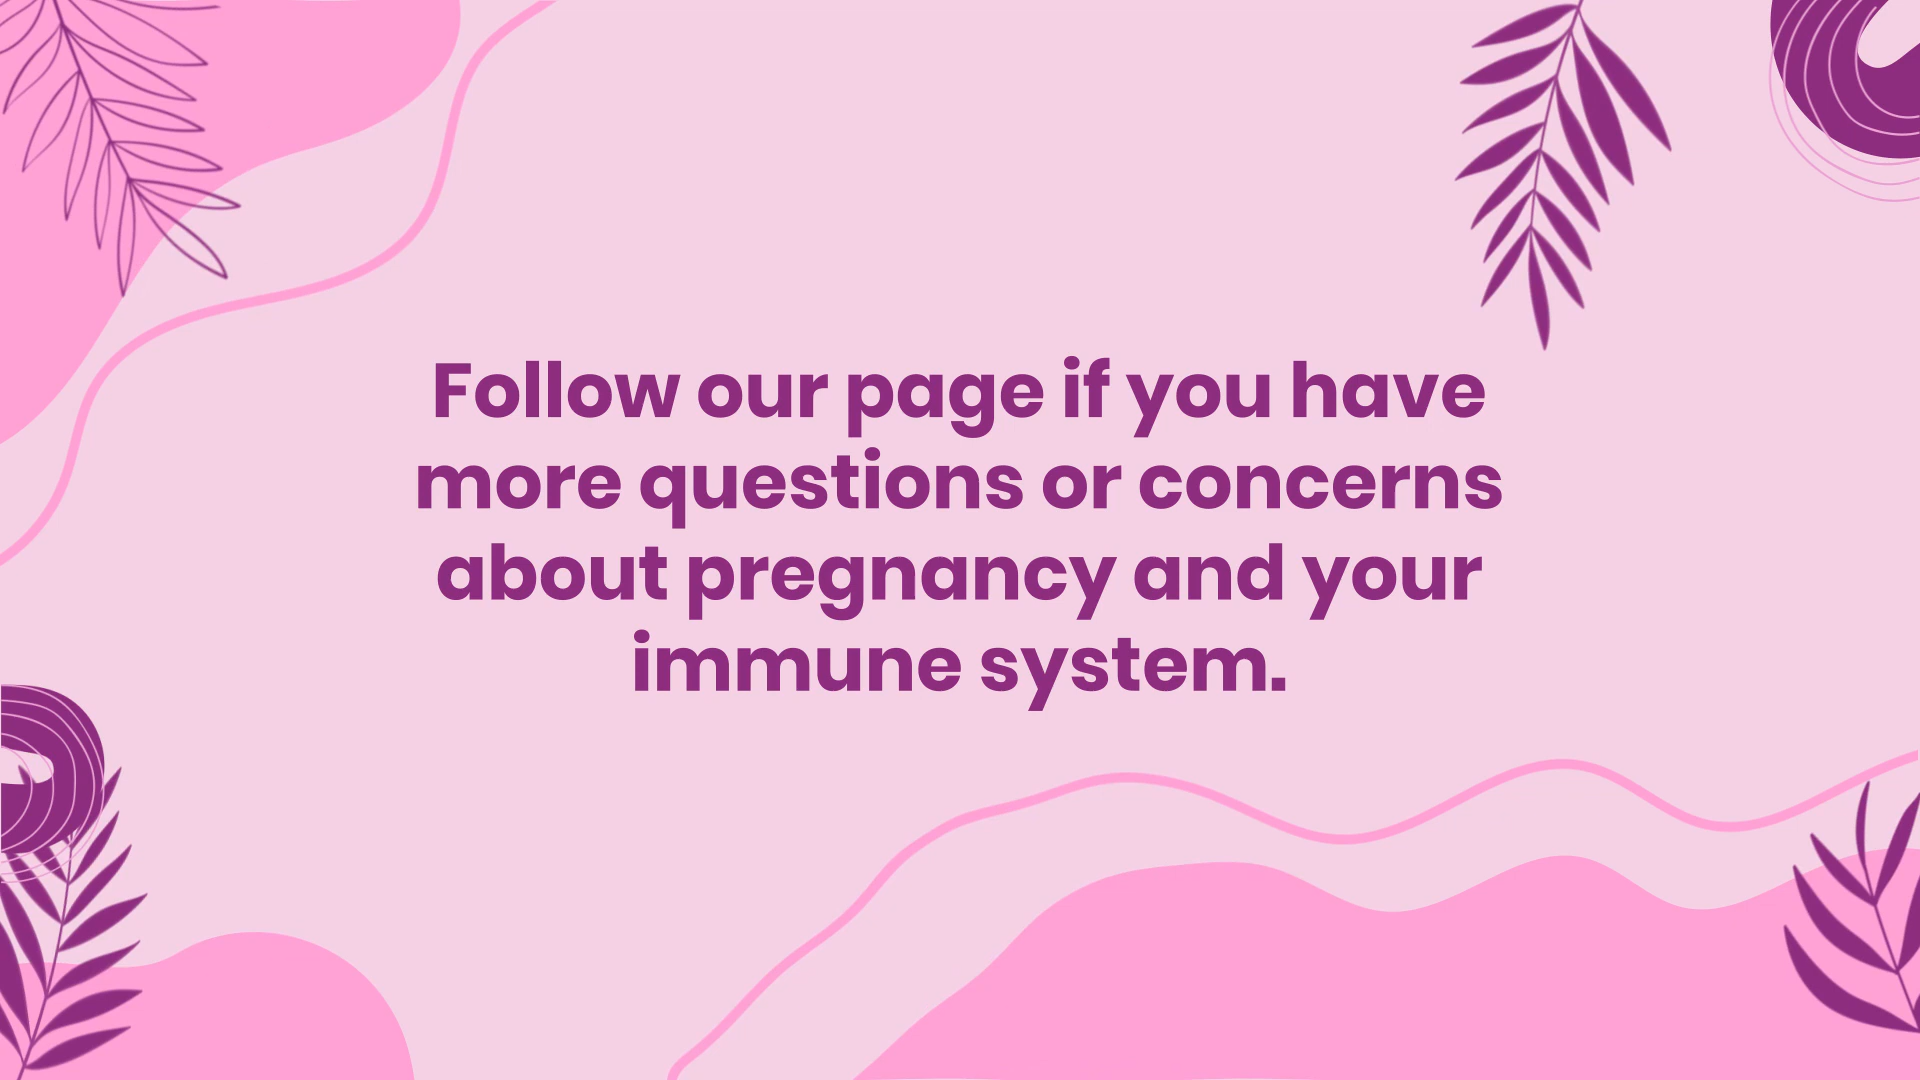 Follow our page if you have
more questions or concerns
about pregnancy and your
immune system.